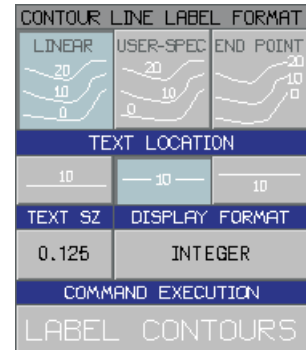 CONTOUR LINE LABEL FORMAT
LINEAR USER-SPEC END POINT
20 20 20
10 10 10
0 0 0
TEXT LOCATION
10 10 10
TEXT SZ DISPLAY FORMAT
0.125 INTEGER
COMMAND EXECUTION
LABEL CONTOURS